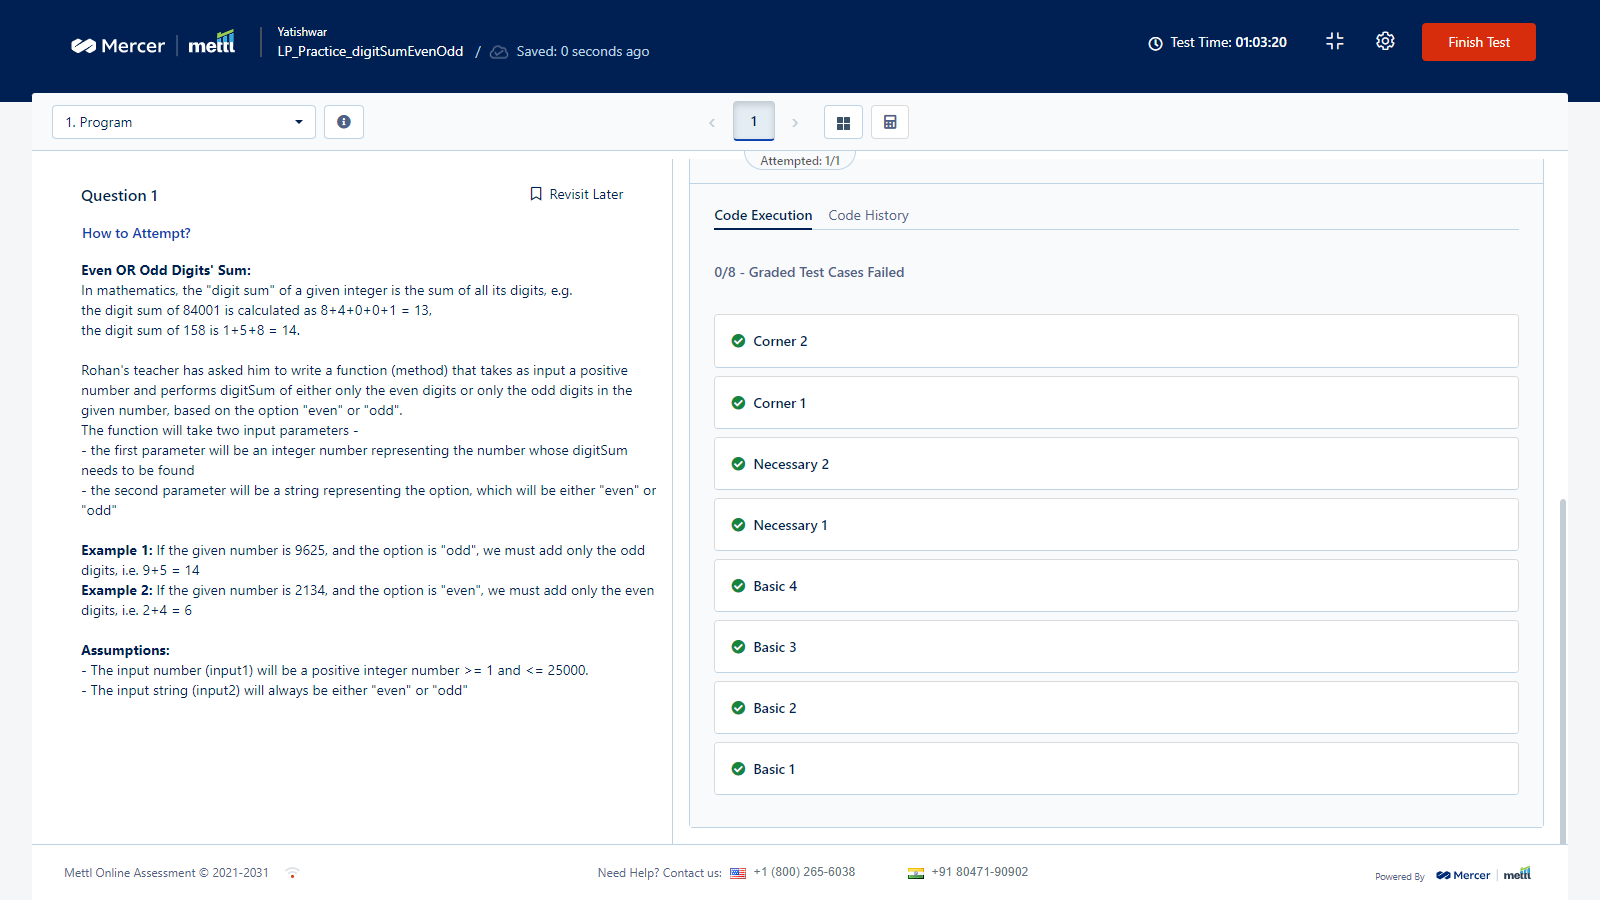 Mercer | mettl
Yatishwar
LP_Practice_digitSumEvenOdd / Saved: 0 seconds ago
Test Time: 01:03:20
Finish Test
1. Program
1
Attempted: 1/1
Question 1
Revisit Later
How to Attempt?
Even OR Odd Digits' Sum:
In mathematics, the "digit sum" of a given integer is the sum of all its digits, e.g.
the digit sum of 84001 is calculated as 8+4+0+0+1 = 13,
the digit sum of 158 is 1+5+8 = 14.
Rohan's teacher has asked him to write a function (method) that takes as input a positive
number and performs digitSum of either only the even digits or only the odd digits in the
given number, based on the option "even" or "odd".
The function will take two input parameters -
- the first parameter will be an integer number representing the number whose digitSum
needs to be found
- the second parameter will be a string representing the option, which will be either "even" or
"odd"
Example 1: If the given number is 9625, and the option is "odd", we must add only the odd
digits, i.e. 9+5 = 14
Example 2: If the given number is 2134, and the option is "even", we must add only the even
digits, i.e. 2+4 = 6
Assumptions:
- The input number (input1) will be a positive integer number >= 1 and <= 25000.
- The input string (input2) will always be either "even" or "odd"
Code Execution
Code History
0/8 - Graded Test Cases Failed
Corner 2
Corner 1
Necessary 2
Necessary 1
Basic 4
Basic 3
Basic 2
Basic 1
Mettl Online Assessment © 2021-2031
Need Help? Contact us: +1 (800) 265-6038
+91 80471-90902
Powered By Mercer | mettl